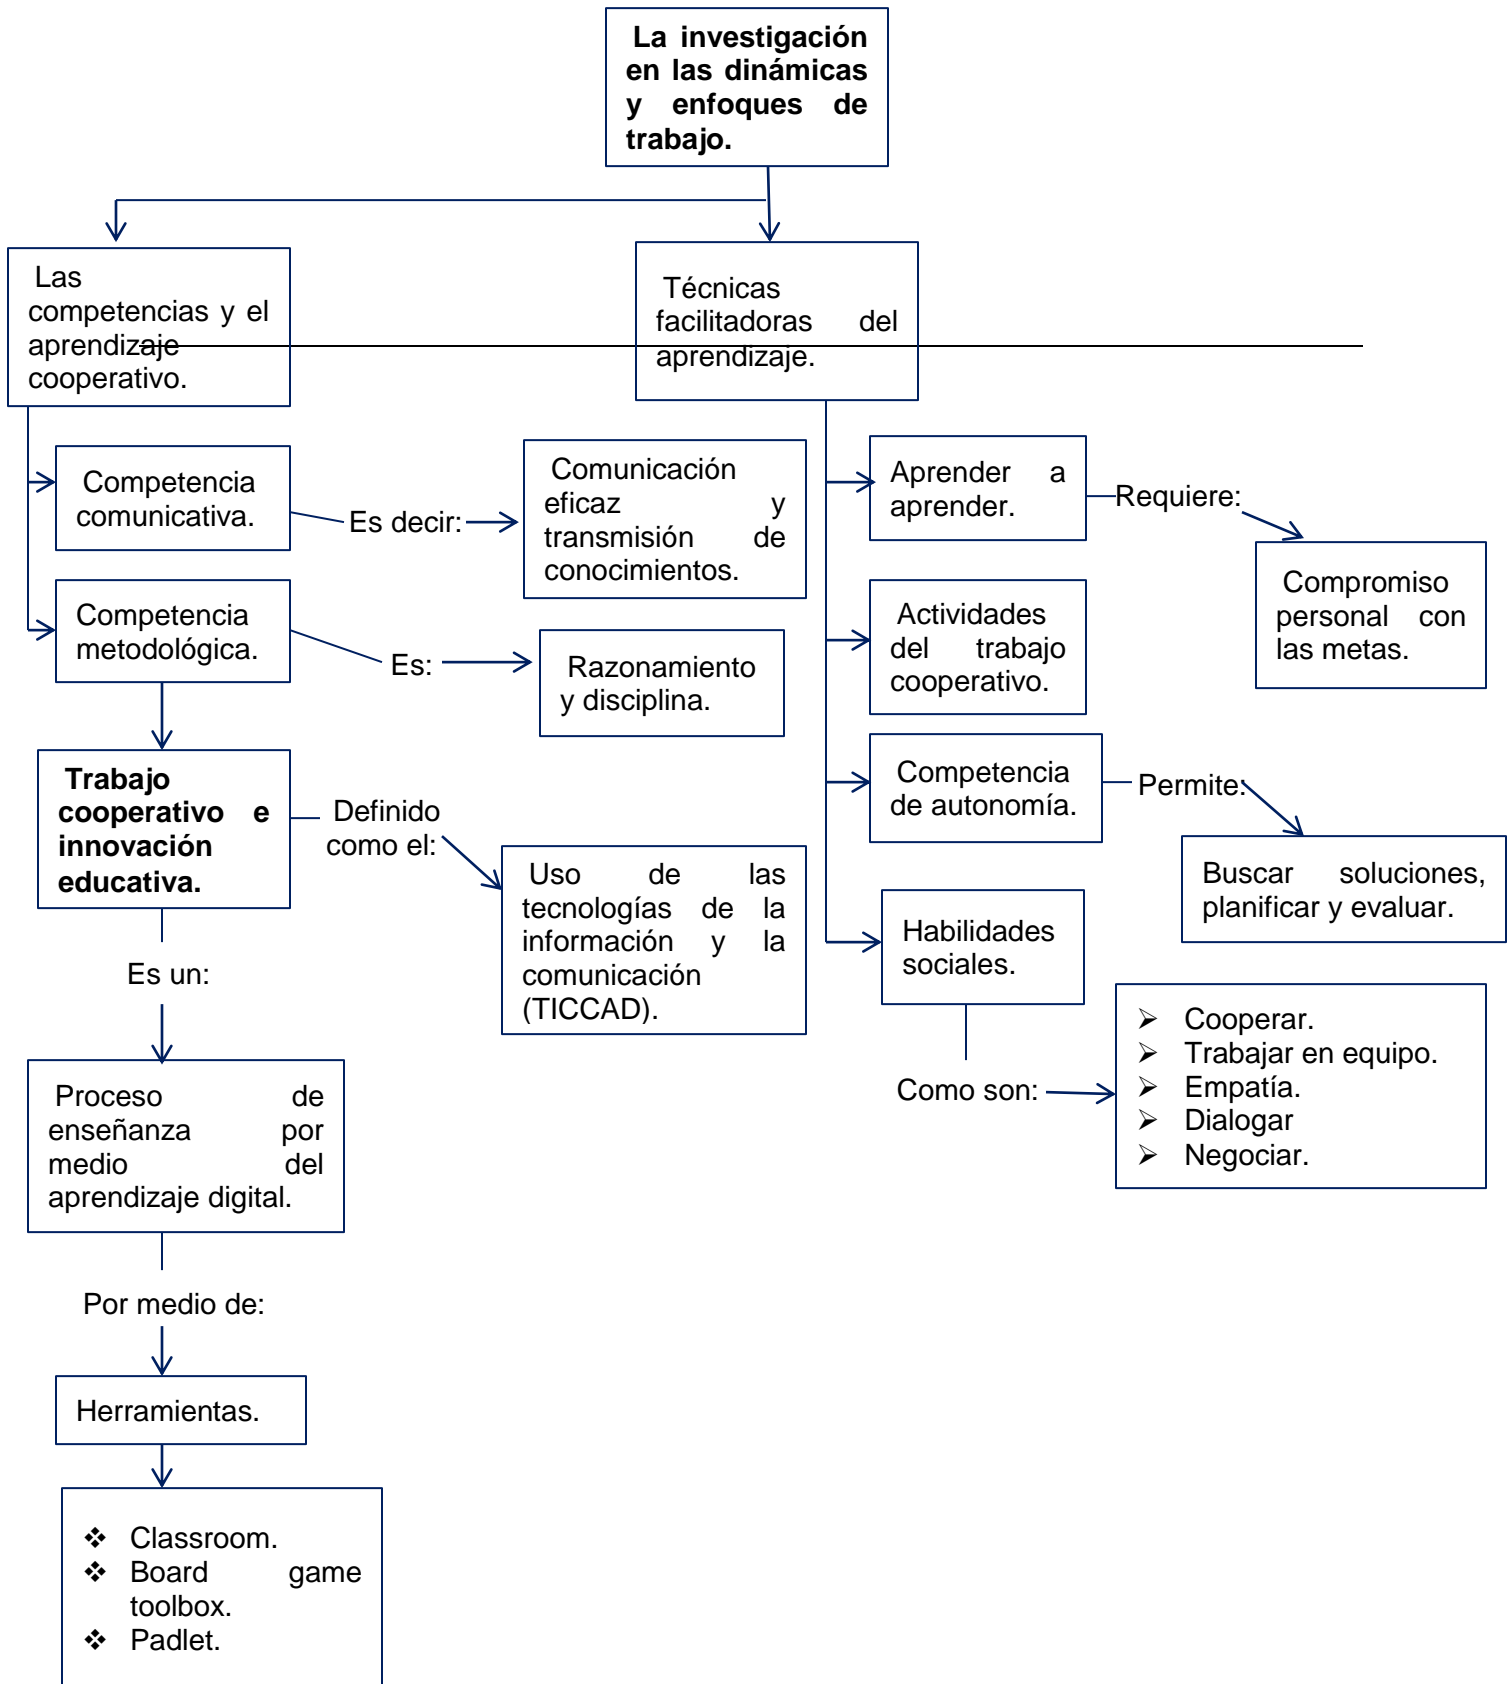 La investigación
en las dinámicas
y enfoques de
trabajo.
Las
competencias y el
aprendizaje
cooperativo.
Técnicas
facilitadoras del
aprendizaje.
Competencia
comunicativa.
Es decir:
Comunicación
eficaz y
transmisión de
conocimientos.
Aprender a
aprender.
Requiere:
Compromiso
personal con
las metas.
Competencia
metodológica.
Es:
Razonamiento
y disciplina.
Actividades
del trabajo
cooperativo.
Trabajo
cooperativo e
innovación
educativa.
Definido
como el:
Uso de las
tecnologías de la
información y la
comunicación
(TICCAD).
Competencia
de autonomía.
Permite:
Buscar soluciones,
planificar y evaluar.
Habilidades
sociales.
Como son:
➢ Cooperar.
➢ Trabajar en equipo.
➢ Empatía.
➢ Dialogar
➢ Negociar.
Es un:
Proceso de
enseñanza por
medio del
aprendizaje digital.
Por medio de:
Herramientas.
❖ Classroom.
❖ Board game
toolbox.
❖ Padlet.